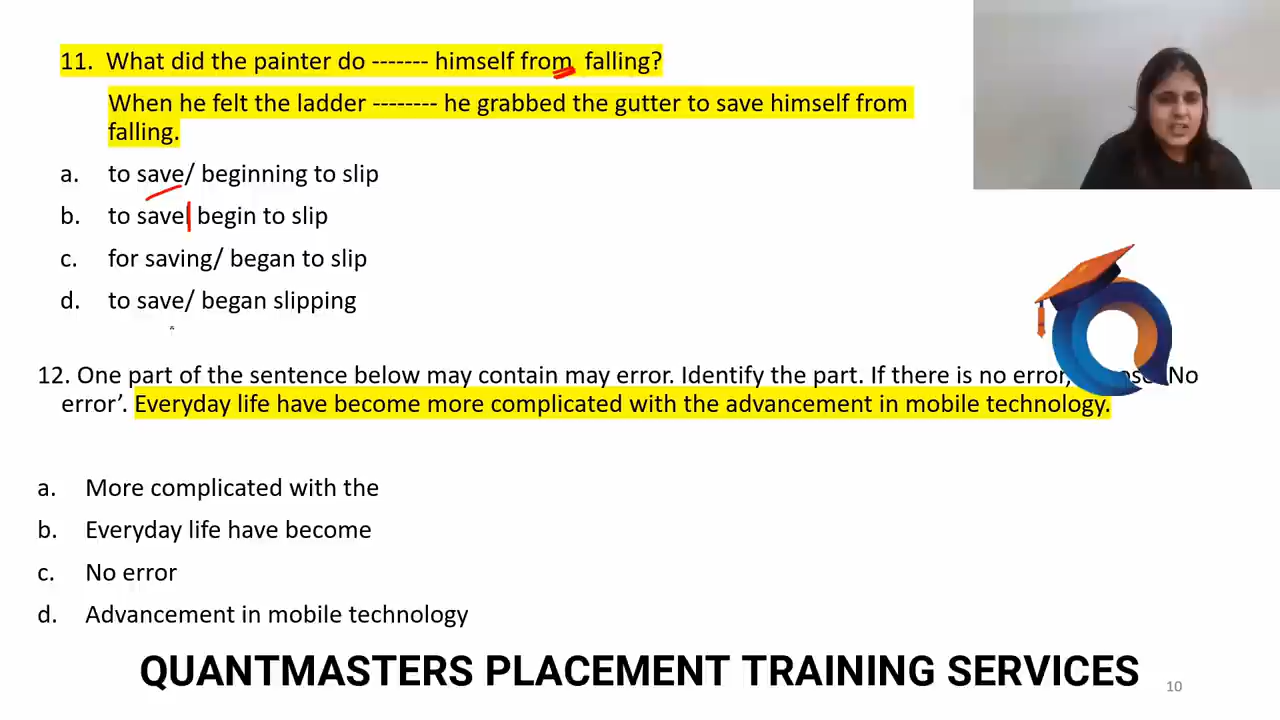 11. What did the painter do ------- himself from falling?
When he felt the ladder -------- he grabbed the gutter to save himself from
falling.
a. to save/ beginning to slip
b. to save/ begin to slip
c. for saving/ began to slip
d. to save/ began slipping
12. One part of the sentence below may contain may error. Identify the part. If there is no error, 'No
error’. Everyday life have become more complicated with the advancement in mobile technology.
a. More complicated with the
b. Everyday life have become
c. No error
d. Advancement in mobile technology
QUANTMASTERS PLACEMENT TRAINING SERVICES
10